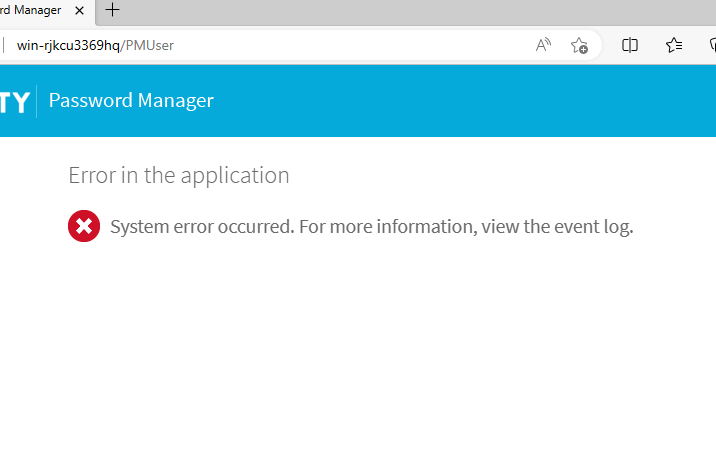 rd Manager
win-rjkcu3369hq/PMUser
TY Password Manager
Error in the application
System error occurred. For more information, view the event log.